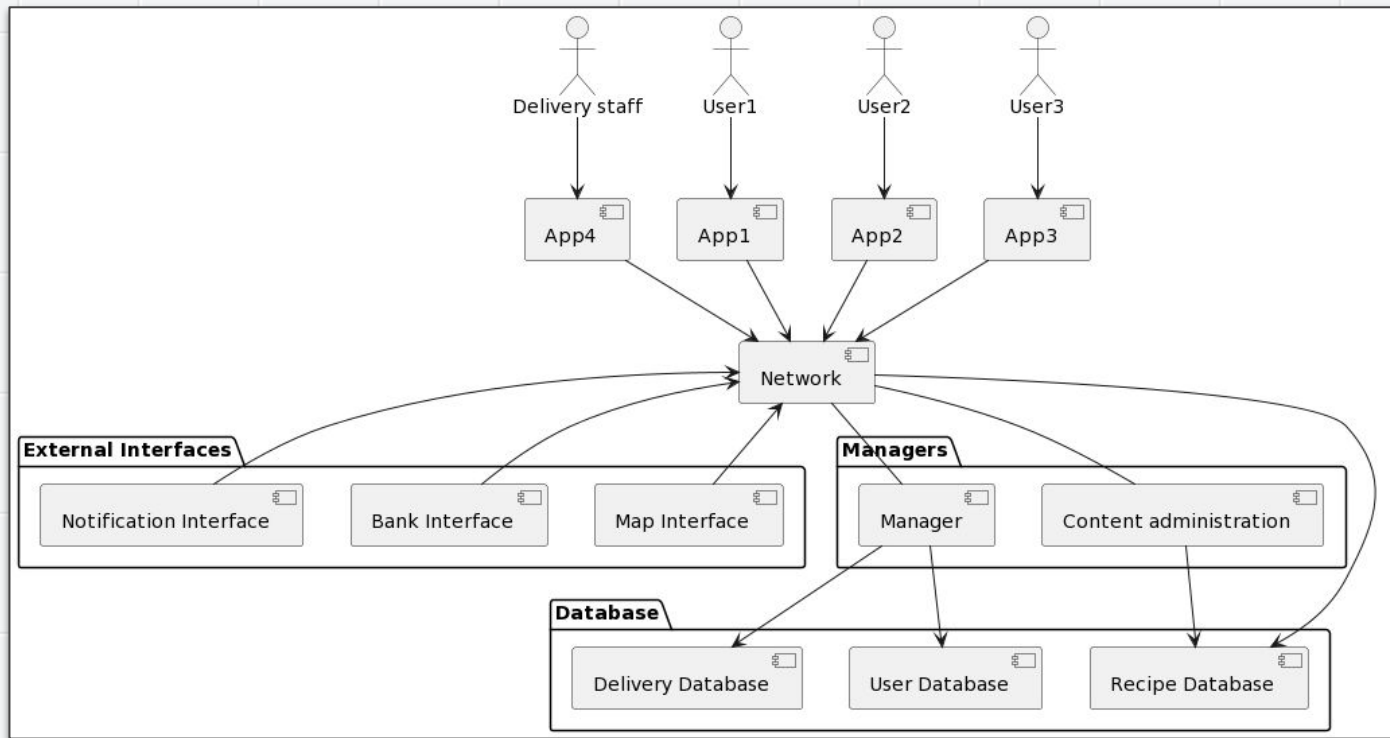 Delivery staff
User1
User2
User3
App4
App1
App2
App3
Network
External Interfaces
Managers
Notification Interface
Bank Interface
Map Interface
Manager
Content administration
Database
Delivery Database
User Database
Recipe Database